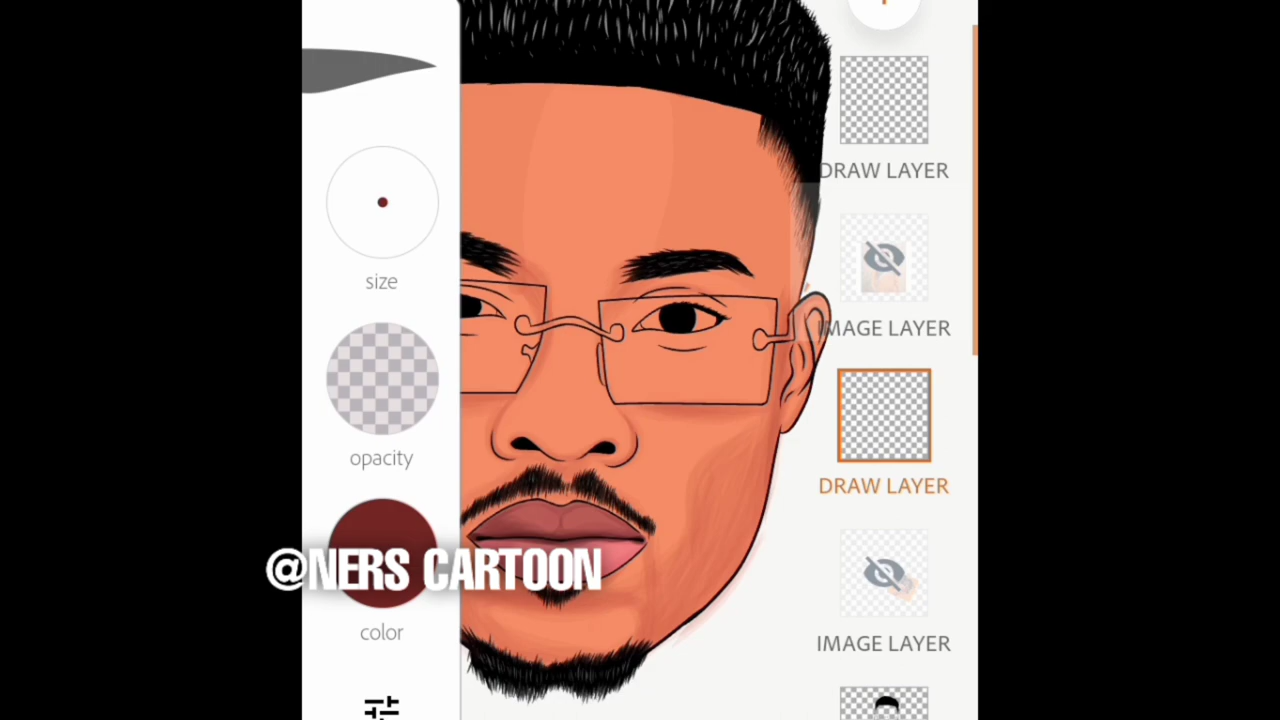 DRAW LAYER
size
IMAGE LAYER
opacity
DRAW LAYER
@NERS CARTOON
color
IMAGE LAYER